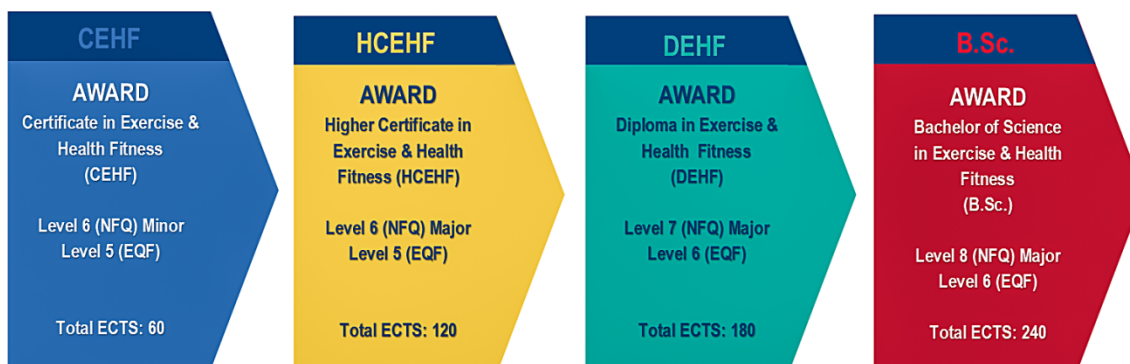 CEHF
AWARD
Certificate in Exercise &
Health Fitness
(CEHF)
Level 6 (NFQ) Minor
Level 5 (EQF)
Total ECTS: 60
HCEHF
AWARD
Higher Certificate in
Exercise & Health
Fitness (HCEHF)
Level 6 (NFQ) Major
Level 5 (EQF)
Total ECTS: 120
DEHF
AWARD
Diploma in Exercise &
Health Fitness
(DEHF)
Level 7 (NFQ) Major
Level 6 (EQF)
Total ECTS: 180
B.Sc.
AWARD
Bachelor of Science
in Exercise & Health
Fitness
(B.Sc.)
Level 8 (NFQ) Major
Level 6 (EQF)
Total ECTS: 240